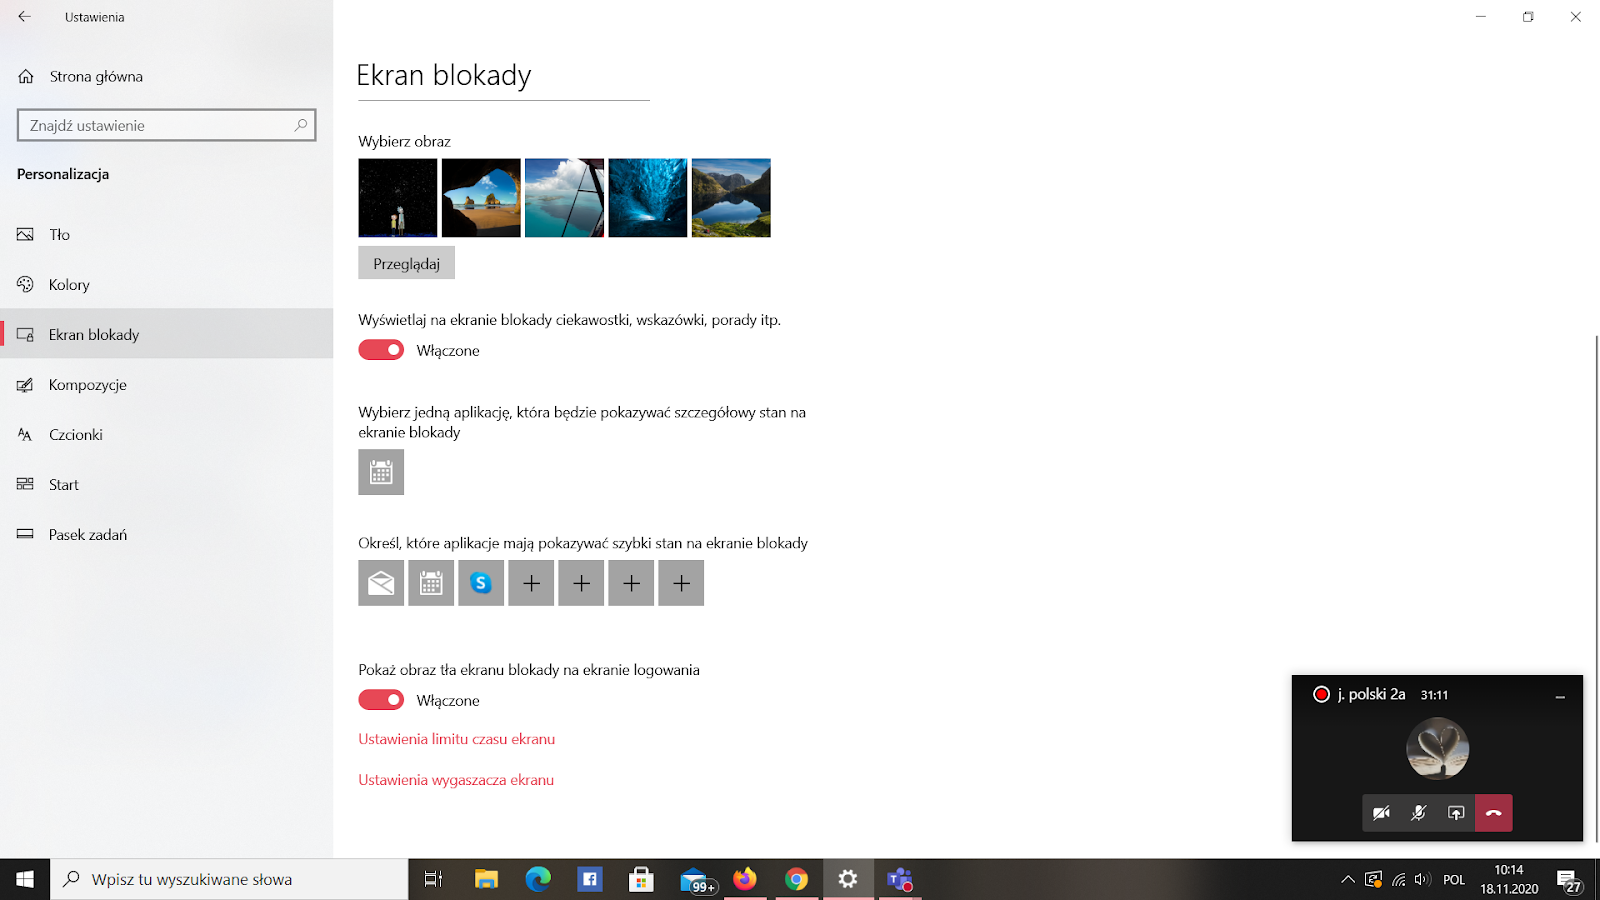 Ustawienia
Strona główna
Znajdź ustawienie
Personalizacja
Tło
Kolory
Ekran blokady
Kompozycje
Czcionki
Start
Pasek zadań
Ekran blokady
Wybierz obraz
Przeglądaj
Wyświetlaj na ekranie blokady ciekawostki, wskazówki, porady itp.
Włączone
Wybierz jedną aplikację, która będzie pokazywać szczegółowy stan na
ekranie blokady
Określ, które aplikacje mają pokazywać szybki stan na ekranie blokady
S
Pokaż obraz tła ekranu blokady na ekranie logowania
Włączone
Ustawienia limitu czasu ekranu
Ustawienia wygaszacza ekranu
j. polski 2a 31:11
Wpisz tu wyszukiwane słowa
99+
POL
10:14
18.11.2020
27